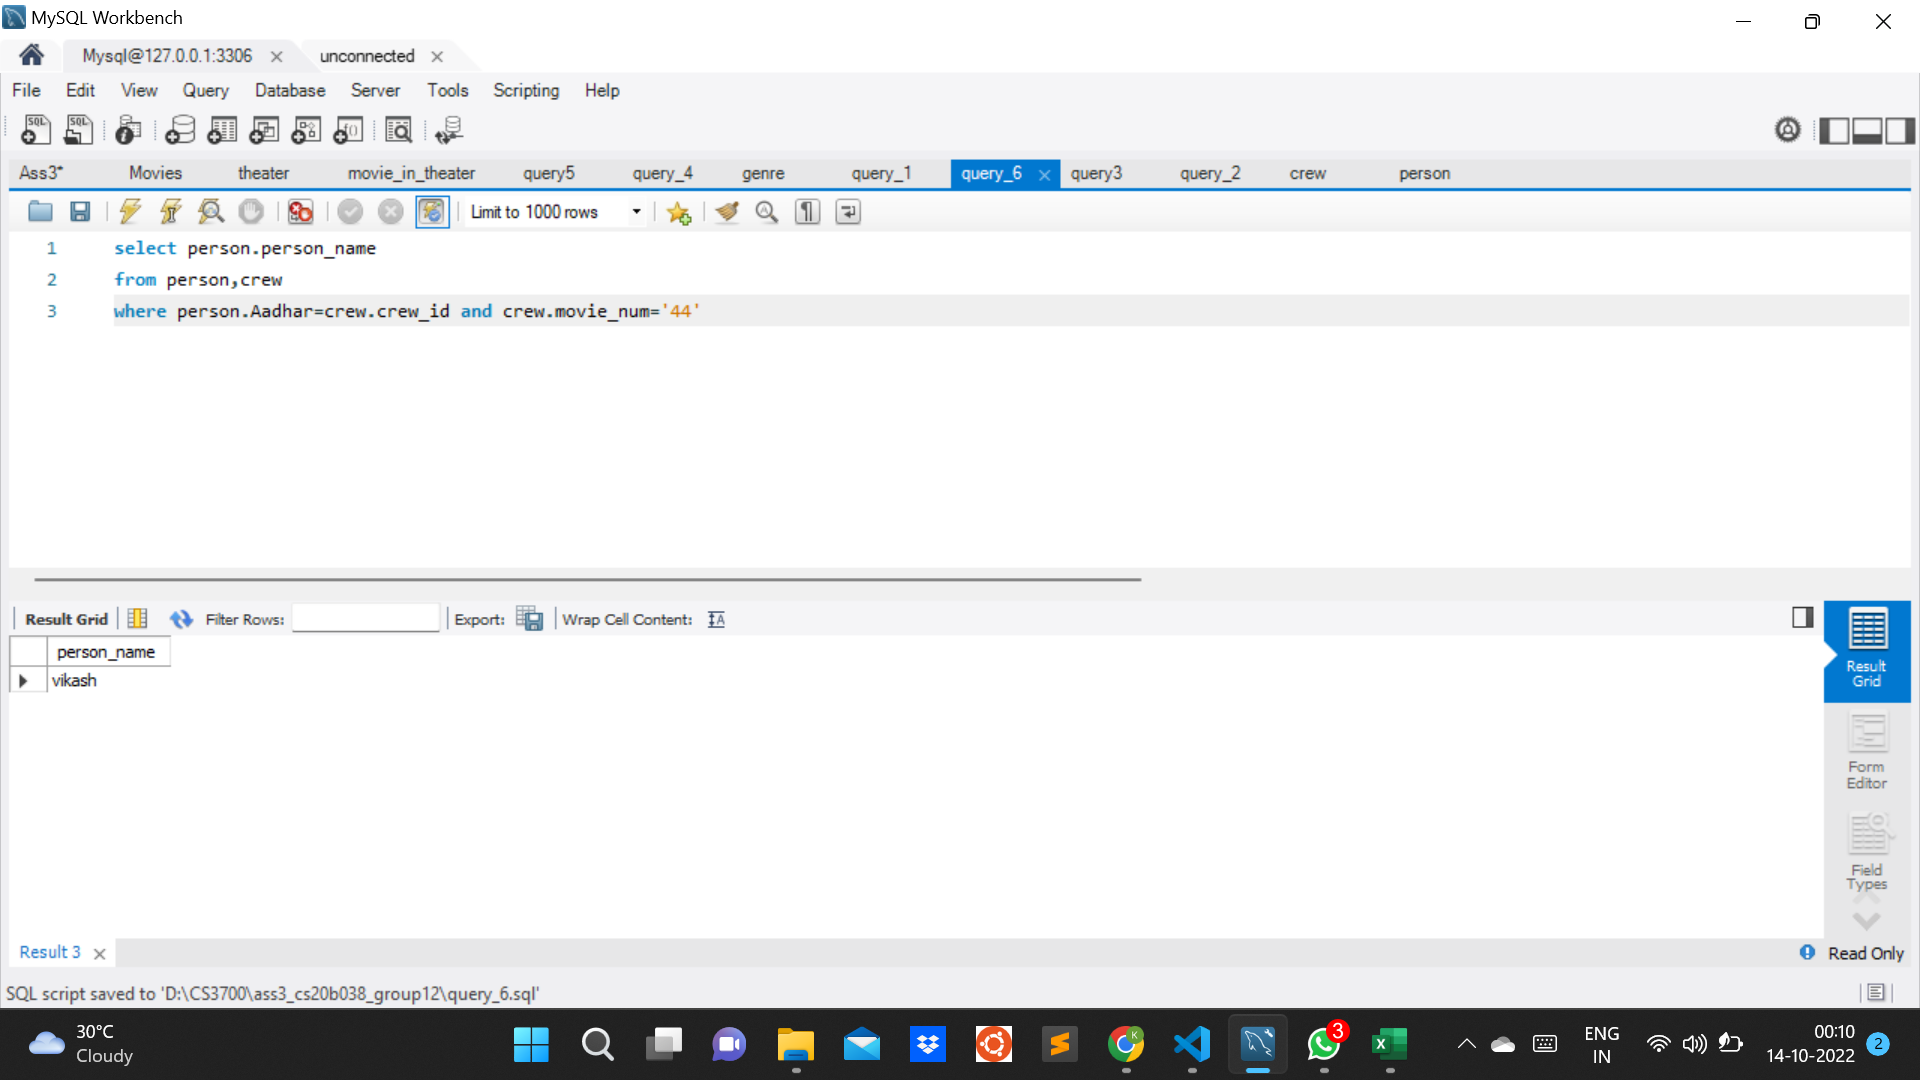 MySQL Workbench
Mysql@127.0.0.1:3306
unconnected
File Edit View Query Database Server Tools Scripting Help
Ass3* Movies theater movie_in_theater query5 query_4 genre query_1 query_6 query3 query_2 crew person
Limit to 1000 rows
1 select person.person_name
2 from person,crew
3 where person.Aadhar=crew.crew_id and crew.movie_num='44'
Result Grid Filter Rows: Export: Wrap Cell Content:
person_name
vikash
Result
Grid
Form
Editor
Field
Types
Result 3
Read Only
SQL script saved to 'D:\CS3700\ass3_cs20b038_group12\query_6.sql'
30°C
Cloudy
3
ENG
IN
00:10
14-10-2022
2